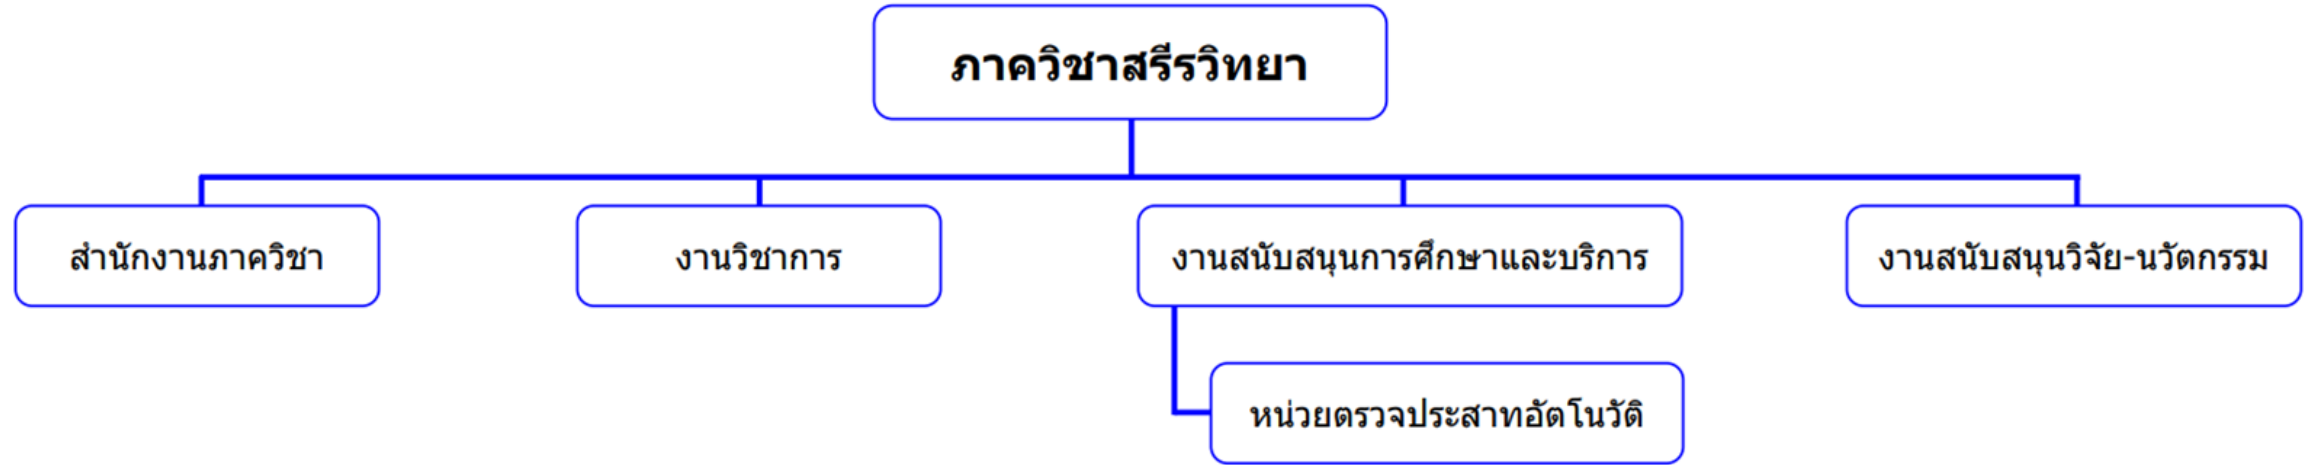 ภาควิชาสรีรวิทยา
สำนักงานภาควิชา
งานวิชาการ
งานสนับสนุนการศึกษาและบริการ
งานสนับสนุนวิจัย-นวัตกรรม
หน่วยตรวจประสาทอัตโนวัติ